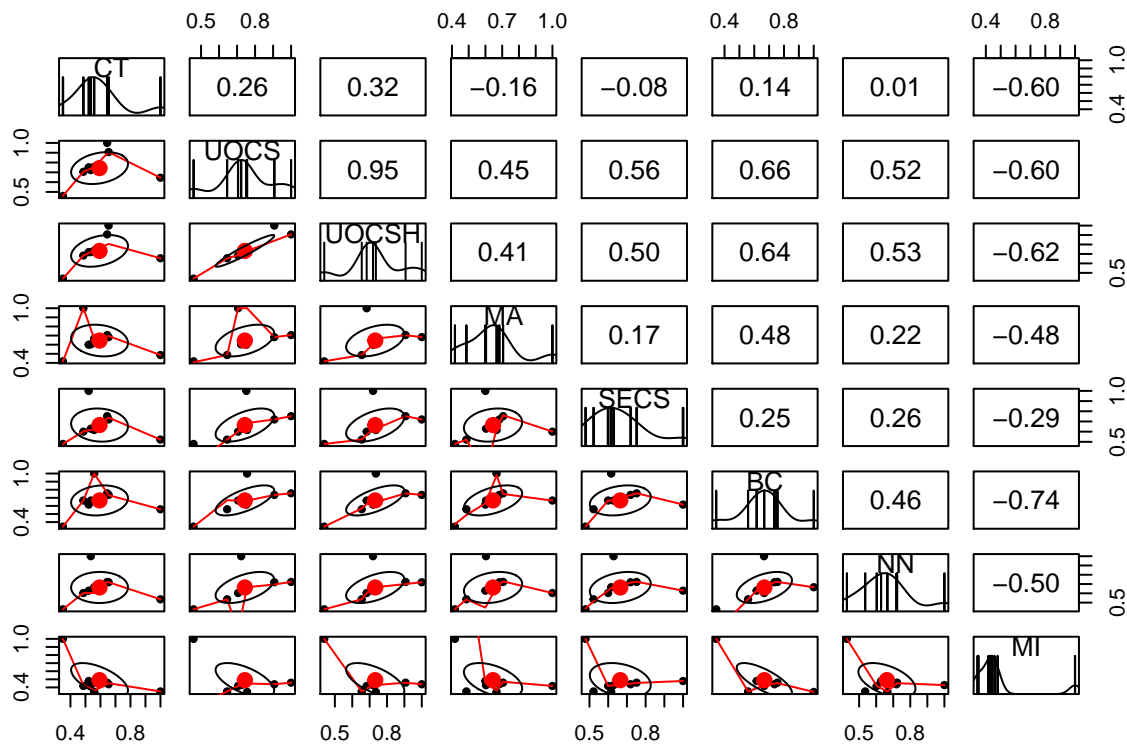 0.5 0.8 0.4 0.7 1.0 0.5 0.8 0.4 0.8
CT 0.26 0.32 −0.16 −0.08 0.14 0.01 −0.60 0.4 1.0
0.5 1.0 UOCS 0.95 0.45 0.56 0.66 0.52 −0.60
UOCSH 0.41 0.50 0.64 0.53 −0.62 0.5
0.4 1.0 MA 0.17 0.48 0.22 −0.48
SECS 0.25 0.26 −0.29 0.5 1.0
0.4 1.0 BC 0.46 −0.74
NN −0.50 0.5
0.4 1.0 MI
0.4 0.8 0.5 0.8 0.5 0.8 0.5 0.8